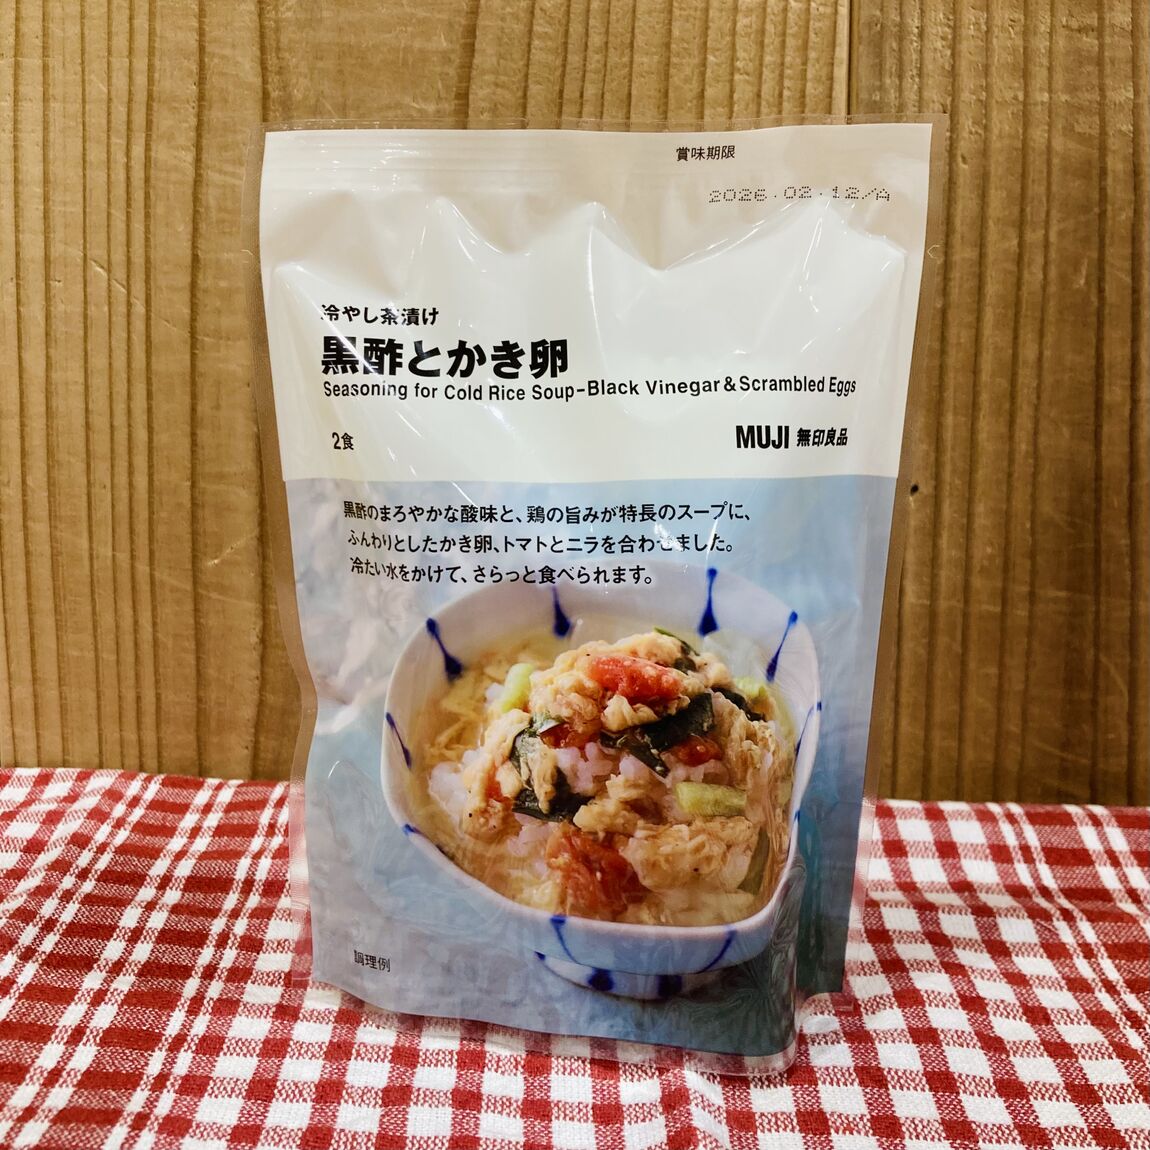 賞味期限
2026.02.12/A
冷やし茶漬け
黒酢とかき卵
Seasoning for Cold Rice Soup-Black Vinegar & Scrambled Eggs
2食
MUJI 無印良品
黒酢のまろやかな酸味と、鶏の旨みが特長のスープに、
ふんわりとしたかき卵、トマトとニラを合わせました。
冷たい水をかけて、さらっと食べられます。
調理例